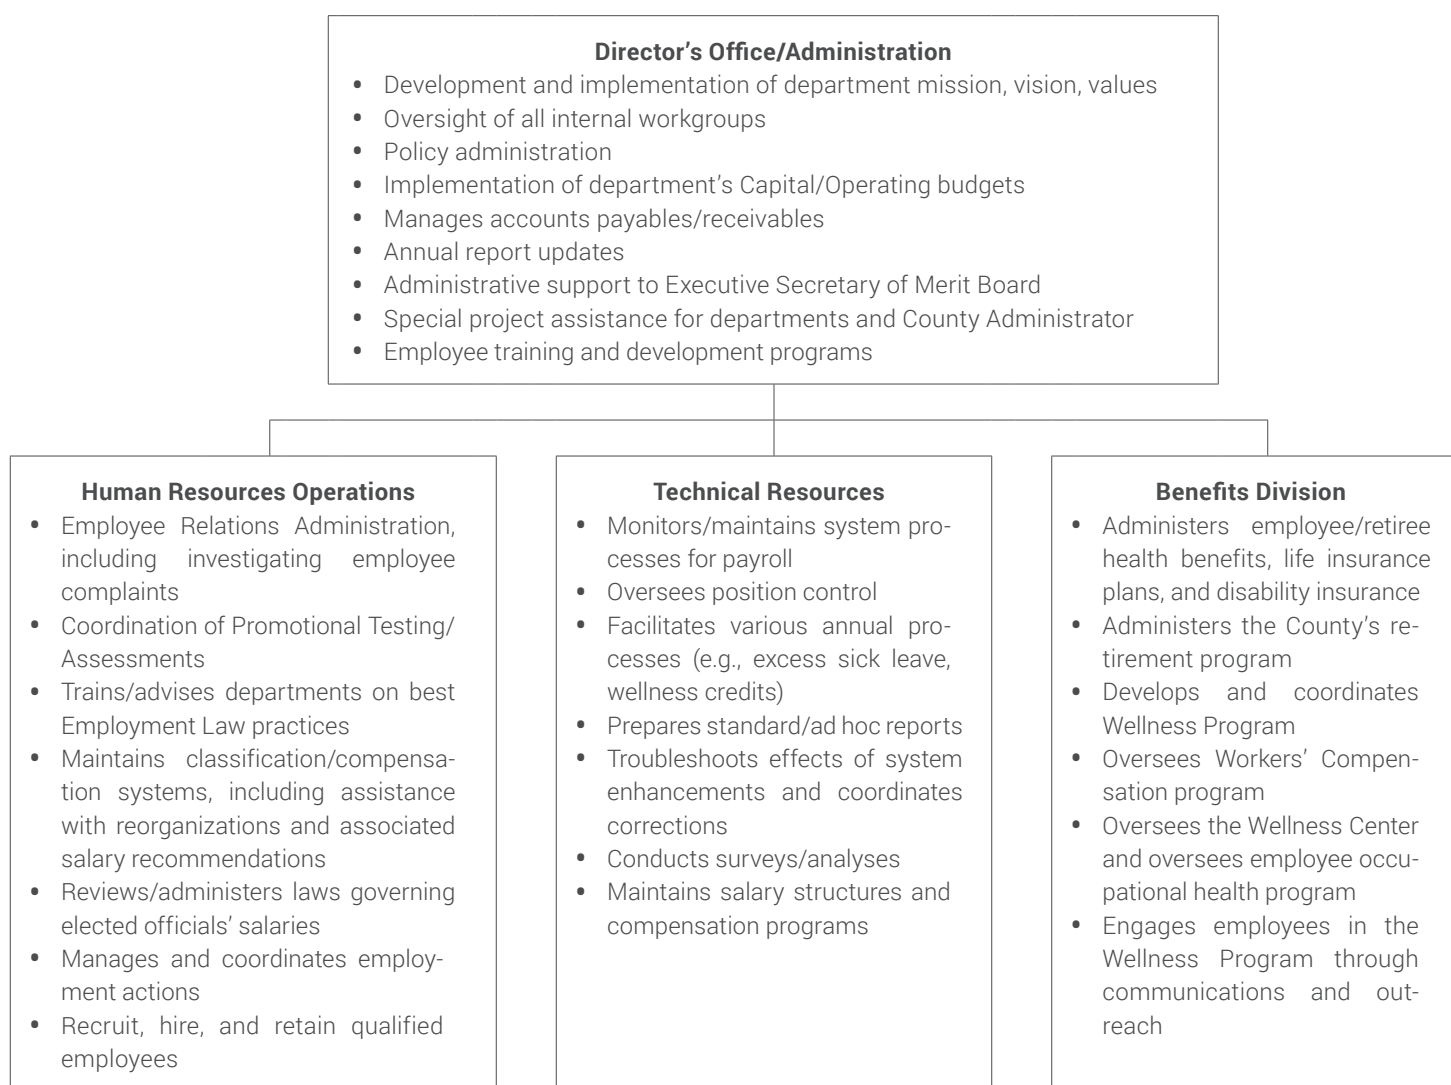 Director’s Office/Administration
• Development and implementation of department mission, vision, values
• Oversight of all internal workgroups
• Policy administration
• Implementation of department’s Capital/Operating budgets
• Manages accounts payables/receivables
• Annual report updates
• Administrative support to Executive Secretary of Merit Board
• Special project assistance for departments and County Administrator
• Employee training and development programs
Human Resources Operations
• Employee Relations Administration,
including investigating employee
complaints
• Coordination of Promotional Testing/
Assessments
• Trains/advises departments on best
Employment Law practices
• Maintains classification/compensa-
tion systems, including assistance
with reorganizations and associated
salary recommendations
• Reviews/administers laws governing
elected officials’ salaries
• Manages and coordinates employ-
ment actions
• Recruit, hire, and retain qualified
employees
Technical Resources
• Monitors/maintains system pro-
cesses for payroll
• Oversees position control
• Facilitates various annual pro-
cesses (e.g., excess sick leave,
wellness credits)
• Prepares standard/ad hoc reports
• Troubleshoots effects of system
enhancements and coordinates
corrections
• Conducts surveys/analyses
• Maintains salary structures and
compensation programs
Benefits Division
• Administers employee/retiree
health benefits, life insurance
plans, and disability insurance
• Administers the County’s re-
tirement program
• Develops and coordinates
Wellness Program
• Oversees Workers’ Compen-
sation program
• Oversees the Wellness Center
and oversees employee occu-
pational health program
• Engages employees in the
Wellness Program through
communications and out-
reach